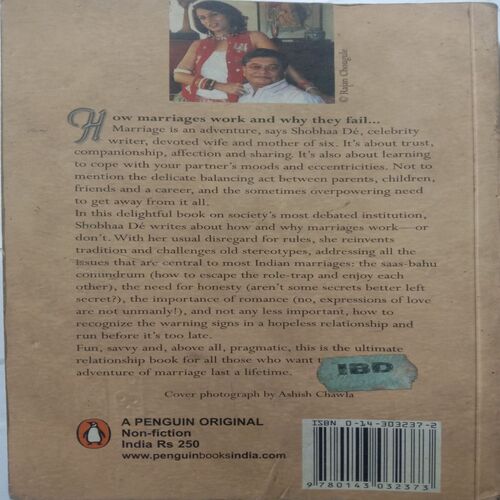 © Rajan Chougule
How marriages work and why they fail...
Marriage is an adventure, says Shobhaa Dé, celebrity
writer, devoted wife and mother of six. It's about trust,
companionship, affection and sharing. It's also about learning
to cope with your partner's moods and eccentricities. Not to
mention the delicate balancing act between parents, children,
friends and a career, and the sometimes overpowering need
to get away from it all.
In this delightful book on society's most debated institution,
Shobhaa Dé writes about how and why marriages work—or
don't. With her usual disregard for rules, she reinvents
tradition and challenges old stereotypes, addressing all the
issues that are central to most Indian marriages: the saas-bahu
conundrum (how to escape the role-trap and enjoy each
other), the need for honesty (aren't some secrets better left
secret?), the importance of romance (no, expressions of love
are not unmanly!), and not any less important, how to
recognize the warning signs in a hopeless relationship and
run before it's too late.
Fun, savvy and, above all, pragmatic, this is the ultimate
relationship book for all those who want t
adventure of marriage last a lifetime.
IBD
Cover photograph by Ashish Chawla
A PENGUIN ORIGINAL
Non-fiction
India Rs 250
www.penguinbooksindia.com
ISBN 0-14-303237-2
9 780143 032373